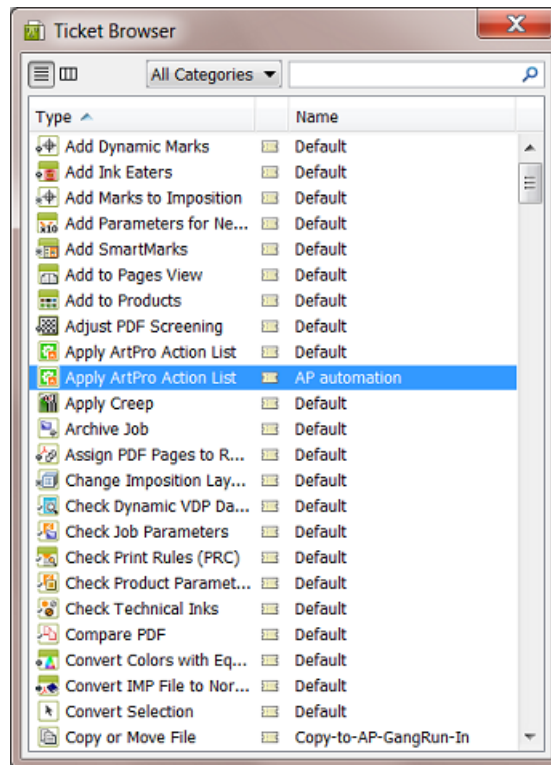 Ticket Browser
All Categories
Type Name
Add Dynamic Marks Default
Add Ink Eaters Default
Add Marks to Imposition Default
Add Parameters for Ne... Default
Add SmartMarks Default
Add to Pages View Default
Add to Products Default
Adjust PDF Screening Default
Apply ArtPro Action List Default
Apply ArtPro Action List AP automation
Apply Creep Default
Archive Job Default
Assign PDF Pages to R... Default
Change Imposition Lay... Default
Check Dynamic VDP Da... Default
Check Job Parameters Default
Check Print Rules (PRC) Default
Check Product Paramet... Default
Check Technical Inks Default
Compare PDF Default
Convert Colors with Eq... Default
Convert IMP File to Nor... Default
Convert Selection Default
Copy or Move File Copy-to-AP-GangRun-In